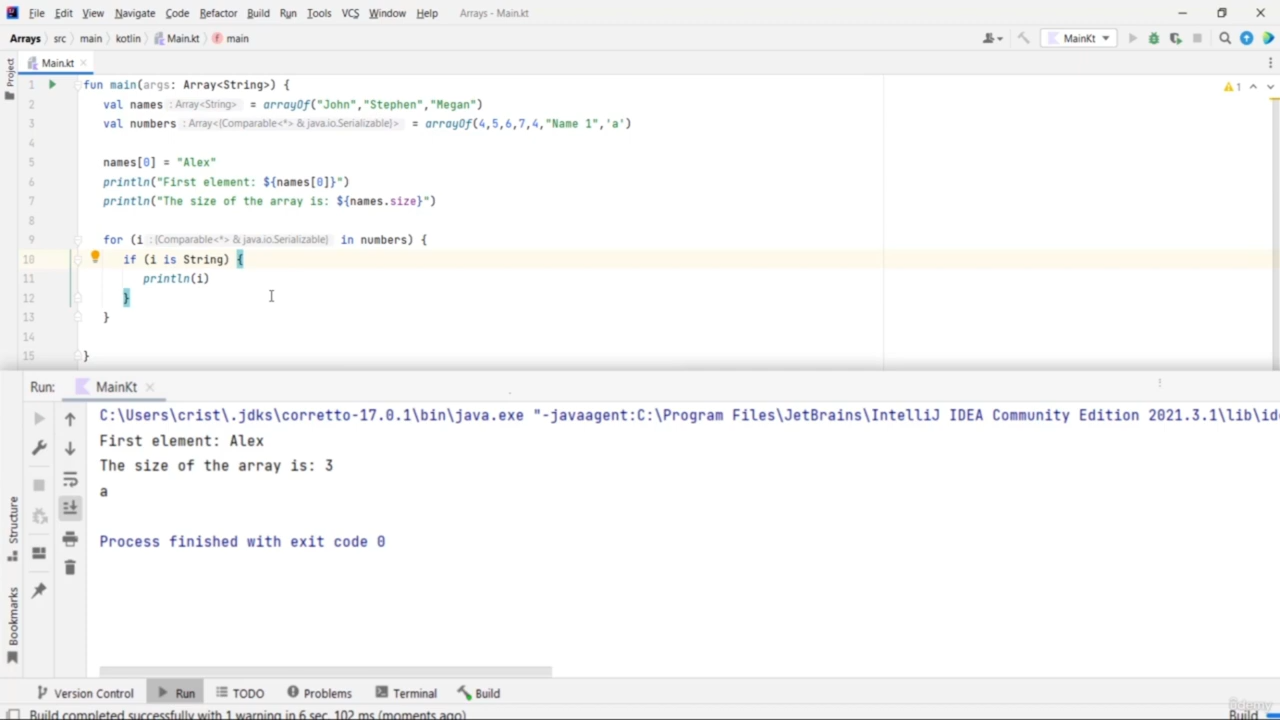 File Edit View Navigate Code Refactor Build Run Tools VCS Window Help Arrays - Main.kt
Arrays src main kotlin Main.kt main MainKt
Project
Main.kt
1 fun main(args: Array<String>) {
2 val names : Array<String> = arrayOf("John","Stephen","Megan")
3 val numbers : Array<{Comparable<*> & java.io.Serializable}> = arrayOf(4,5,6,7,4,"Name 1",'a')
4
5 names[0] = "Alex"
6 println("First element: ${names[0]}")
7 println("The size of the array is: ${names.size}")
8
9 for (i : {Comparable<*> & java.io.Serializable} in numbers) {
10 if (i is String) {
11 println(i)
12 }
13 }
14
15 }
1
Run: MainKt
C:\Users\crist\.jdks\corretto-17.0.1\bin\java.exe "-javaagent:C:\Program Files\JetBrains\IntelliJ IDEA Community Edition 2021.3.1\lib\ide
First element: Alex
The size of the array is: 3
a
Process finished with exit code 0
Structure
Bookmarks
Version Control Run TODO Problems Terminal Build
Build completed successfully with 1 warning in 6 sec, 102 ms (moments ago) Build
Udemy